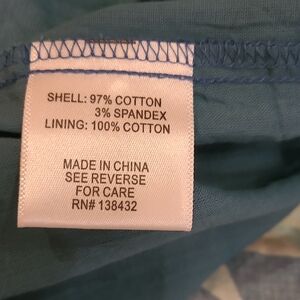 SHELL: 97% COTTON
3% SPANDEX
LINING: 100% COTTON
MADE IN CHINA
SEE REVERSE
FOR CARE
RN# 138432